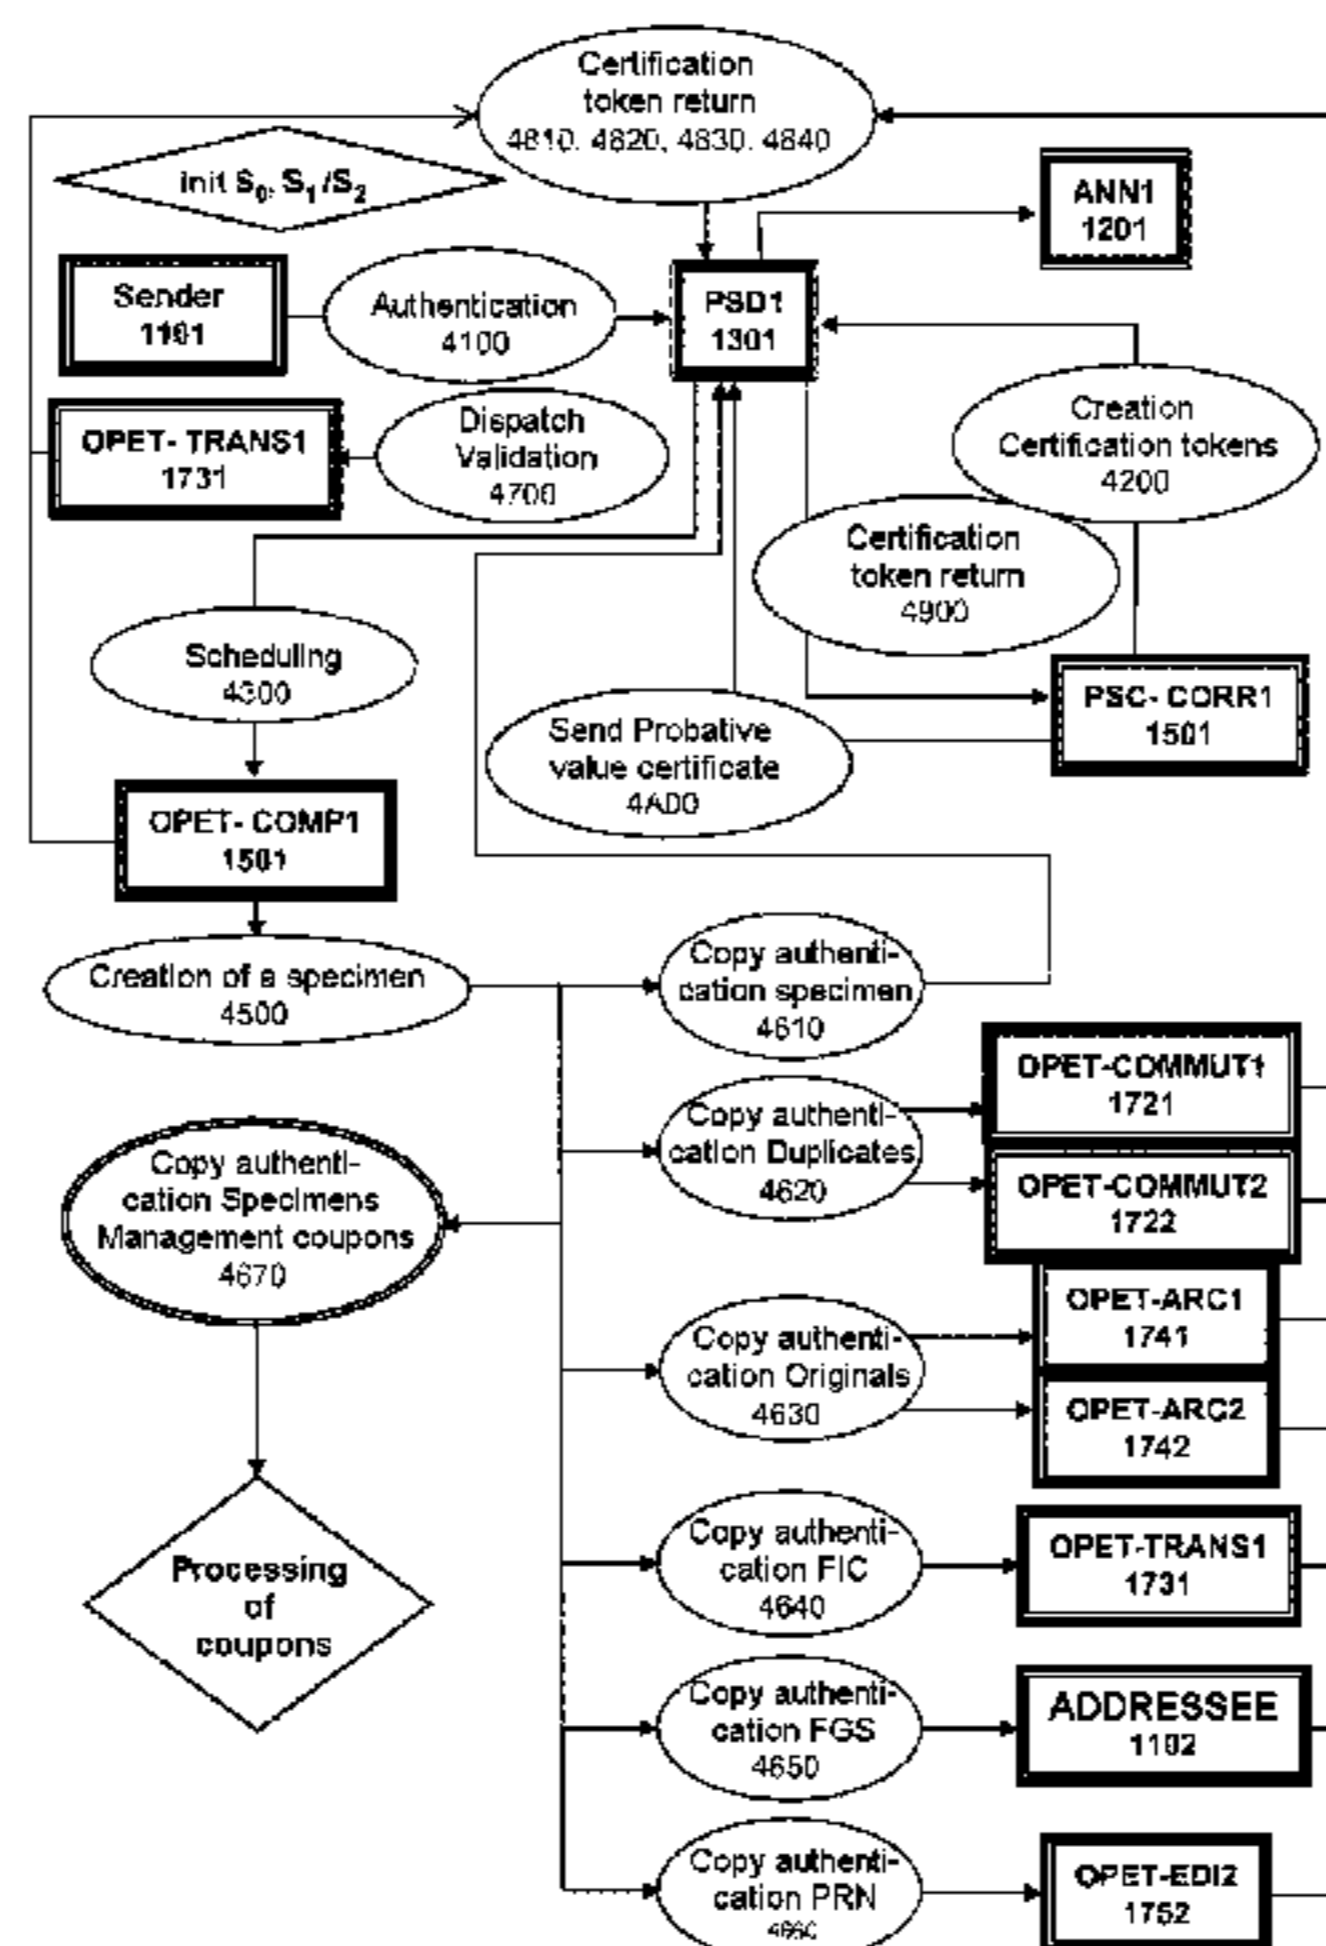 Certification
token return
4810. 4820, 4830. 4840
init S₀, S₁ /S₂
ANN1
1201
Sender
1101
Authentication
4100
PSD1
1301
OPET- TRANS1
1731
Dispatch
Validation
4700
Creation
Certification tokens
4200
Certification
token return
4900
Scheduling
4300
Send Probative
value certificate
4A00
PSC- CORR1
1501
OPET- COMP1
1501
Creation of a specimen
4500
Copy authenti-
cation specimen
4610
OPET-COMMUT1
1721
Copy authenti-
cation Duplicates
4620
OPET-COMMUT2
1722
Copy authenti-
cation Specimens
Management coupons
4670
OPET-ARC1
1741
Copy authenti-
cation Originals
4630
OPET-ARC2
1742
Processing
of
coupons
Copy authenti-
cation FIC
4640
OPET-TRANS1
1731
Copy authenti-
cation FGS
4650
ADDRESSEE
1102
Copy authenti-
cation PRN
4660
OPET-EDI2
1752